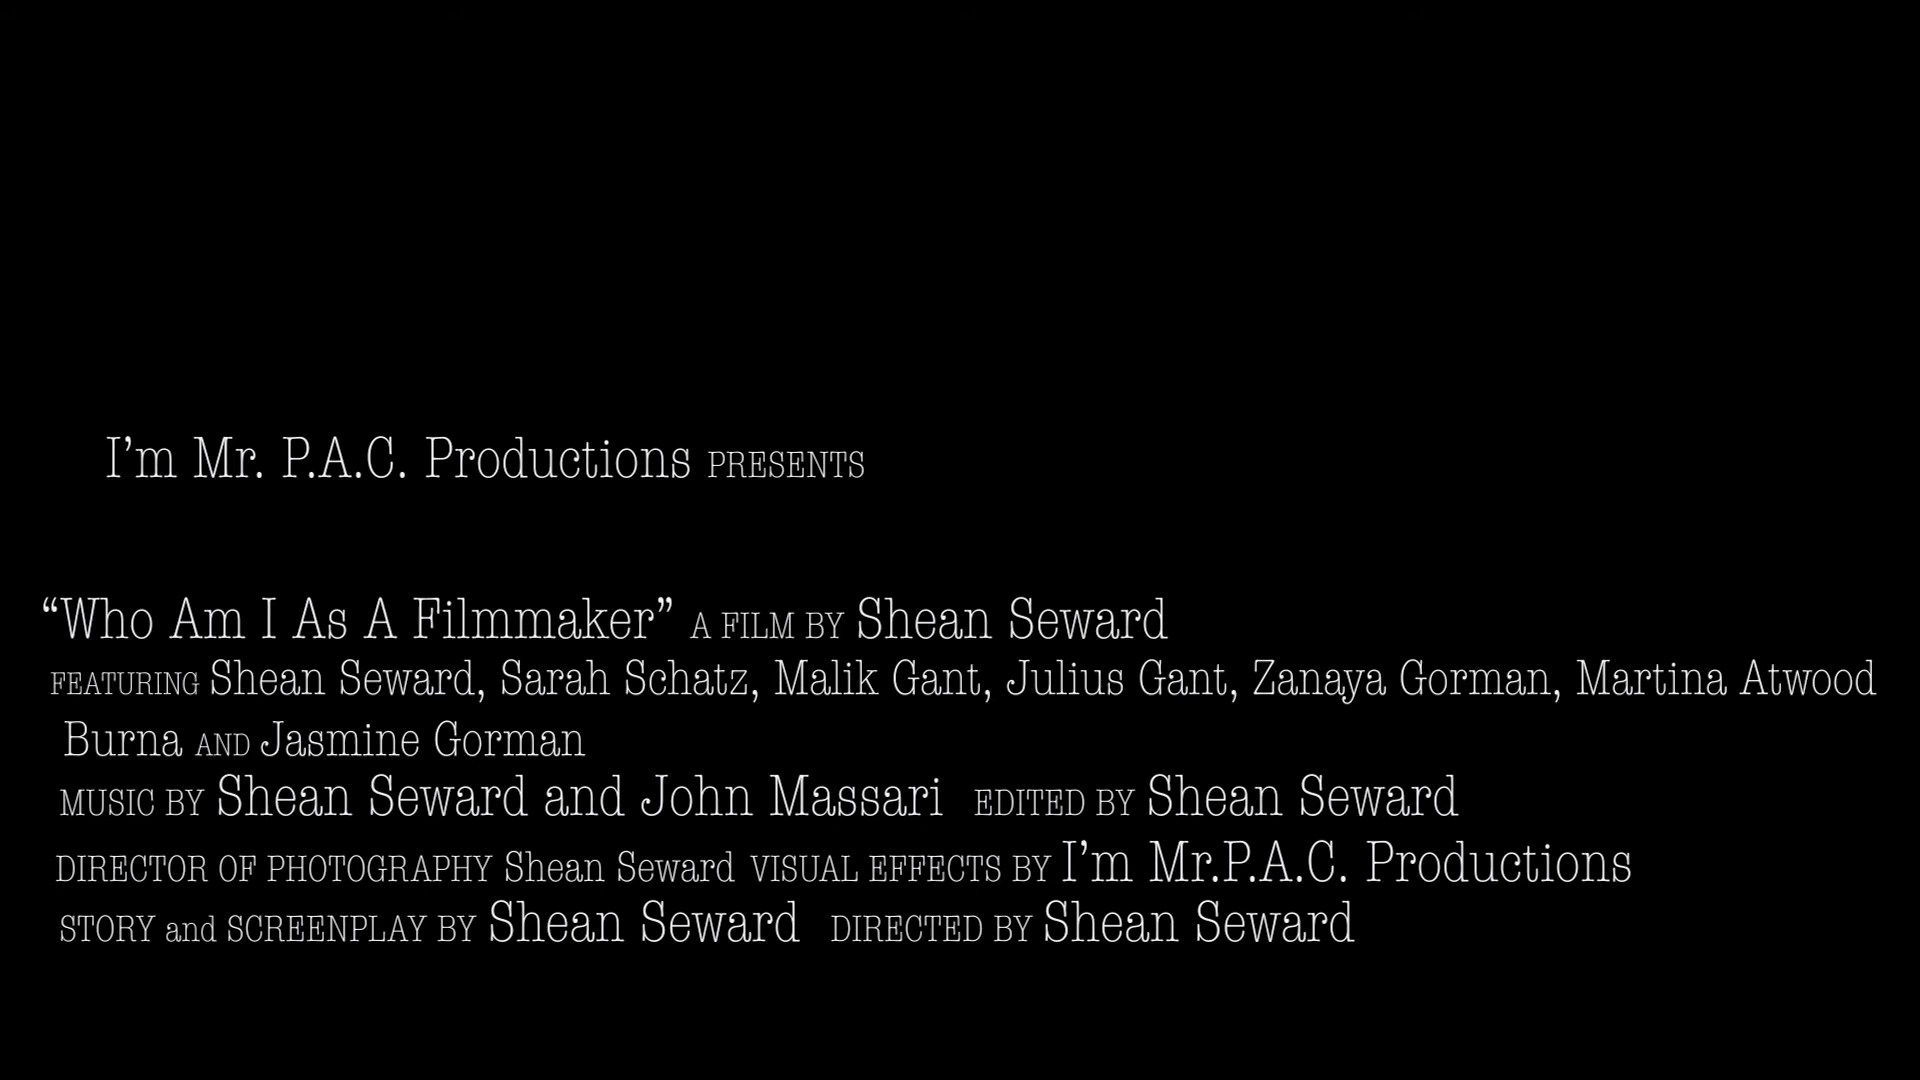 I’m Mr. P.A.C. Productions PRESENTS
“Who Am I As A Filmmaker” A FILM BY Shean Seward
FEATURING Shean Seward, Sarah Schatz, Malik Gant, Julius Gant, Zanaya Gorman, Martina Atwood
Burna AND Jasmine Gorman
MUSIC BY Shean Seward and John Massari EDITED BY Shean Seward
DIRECTOR OF PHOTOGRAPHY Shean Seward VISUAL EFFECTS BY I’m Mr.P.A.C. Productions
STORY and SCREENPLAY BY Shean Seward DIRECTED BY Shean Seward